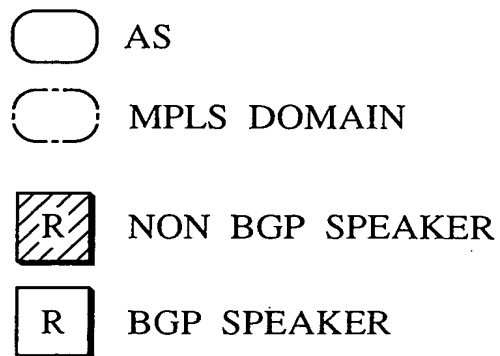 AS
MPLS DOMAIN
R NON BGP SPEAKER
R BGP SPEAKER